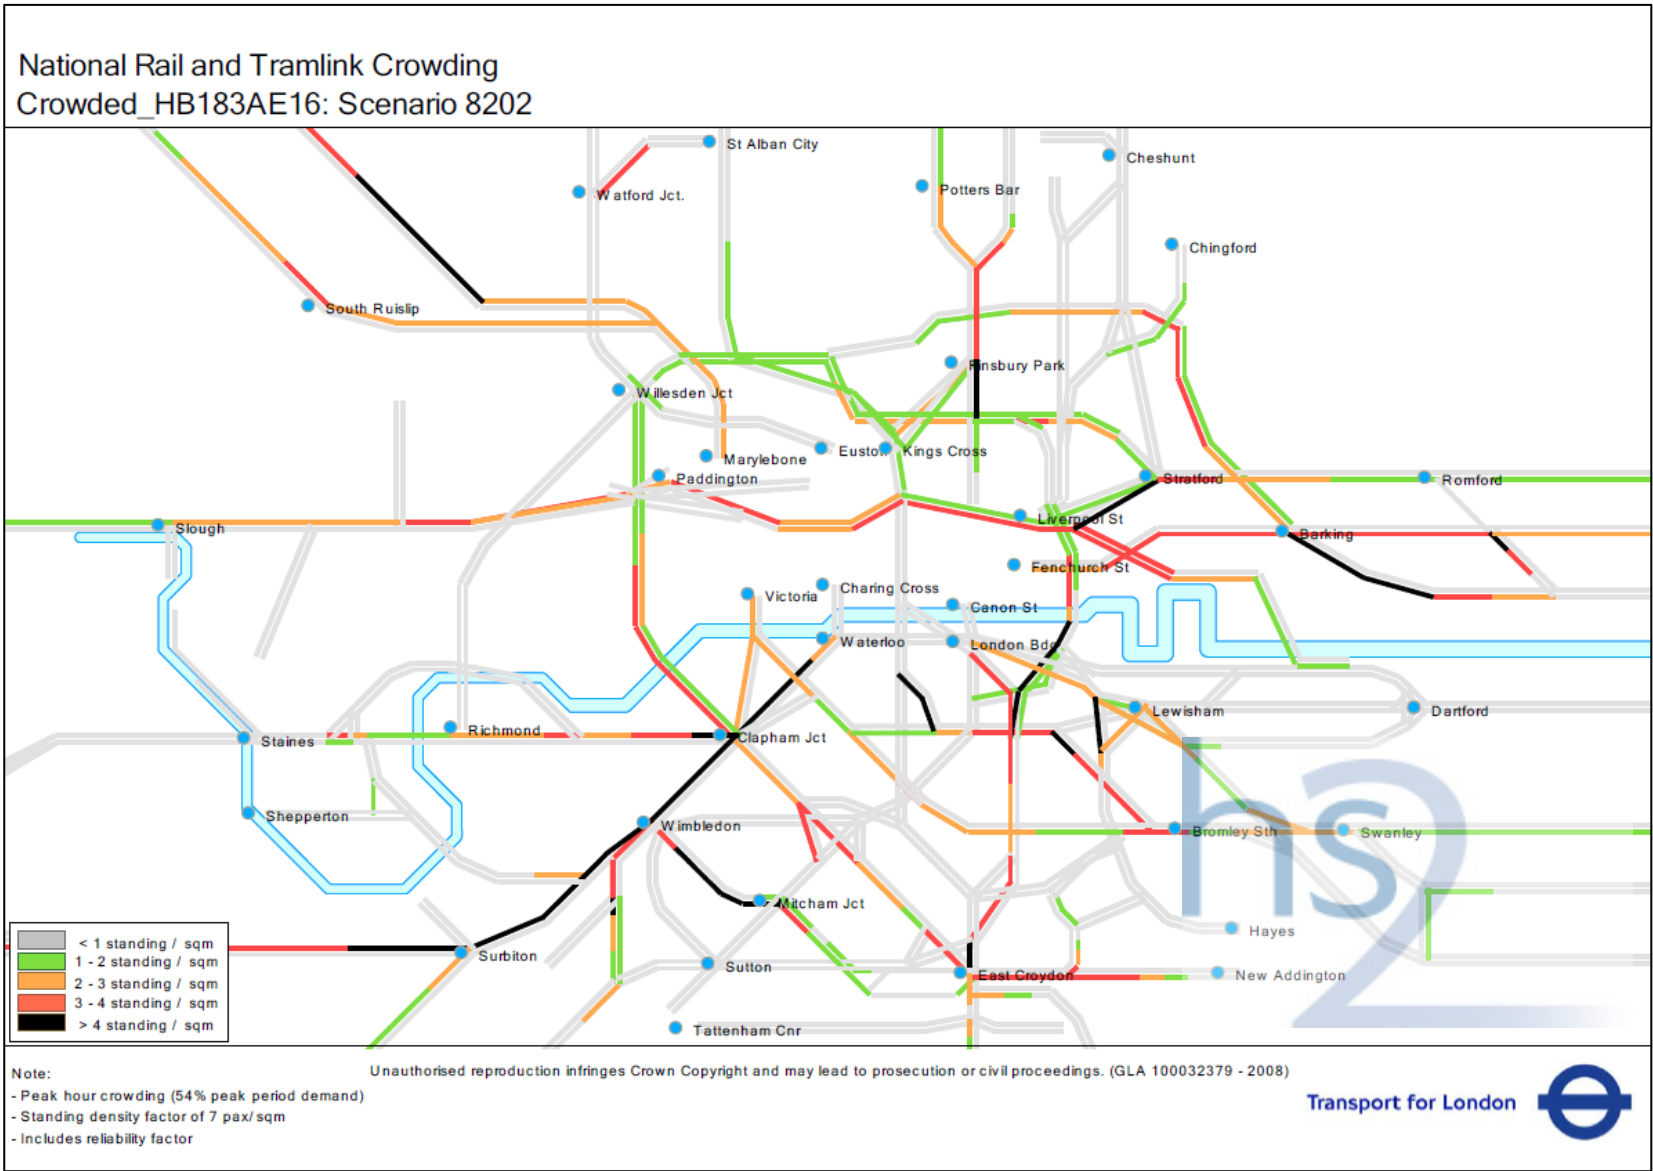 National Rail and Tramlink Crowding
Crowded_HB183AE16: Scenario 8202
St Alban City
Cheshunt
Watford Jct.
Potters Bar
Chingford
South Ruislip
Finsbury Park
Willesden Jct
Marylebone
Euston
Kings Cross
Paddington
Stratford
Romford
Slough
Liverpool St
Barking
Fenchurch St
Victoria
Charing Cross
Canon St
Waterloo
London Bdg
Lewisham
Dartford
Richmond
Staines
Clapham Jct
Shepperton
Wimbledon
Bromley Sth
Swanley
hs2
Mitcham Jct
Hayes
Surbiton
Sutton
East Croydon
New Addington
Tattenham Cnr
< 1 standing / sqm
1 - 2 standing / sqm
2 - 3 standing / sqm
3 - 4 standing / sqm
> 4 standing / sqm
Note:
- Peak hour crowding (54% peak period demand)
- Standing density factor of 7 pax/sqm
- Includes reliability factor
Unauthorised reproduction infringes Crown Copyright and may lead to prosecution or civil proceedings. (GLA 100032379 - 2008)
Transport for London